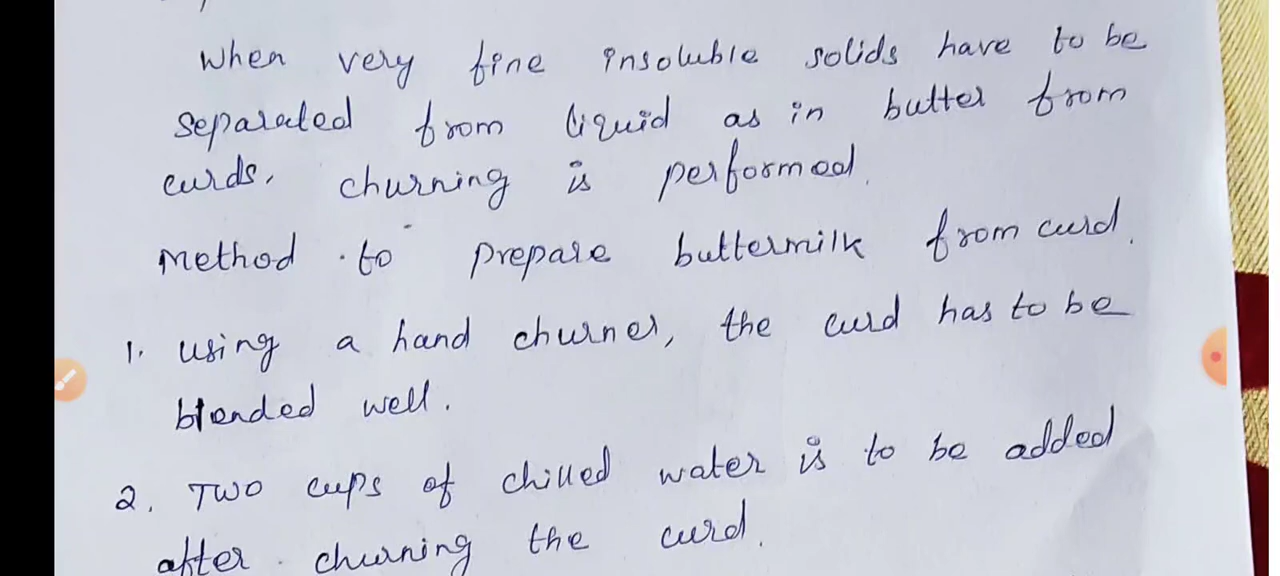 When very fine insoluble solids have to be
separated from liquid as in butter from
curds, churning is performed.
Method to prepare buttermilk from curd.
1. Using a hand churner, the curd has to be
blended well.
2. Two cups of chilled water is to be added
after churning the curd.